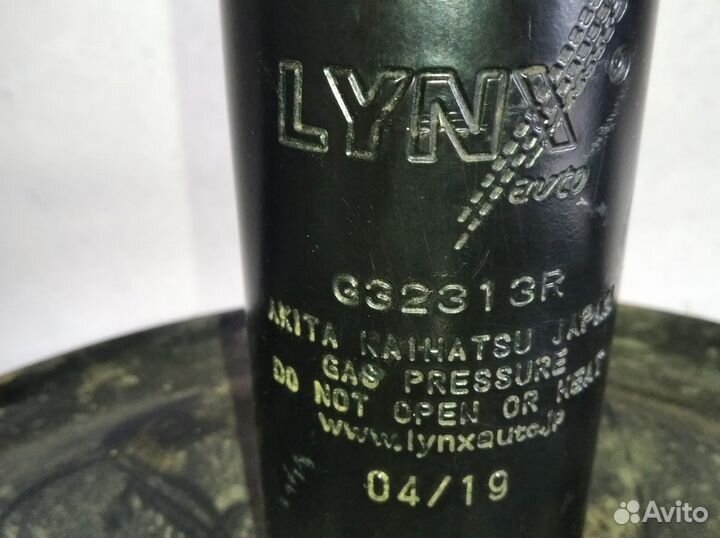 LYNX
auto
G32313R
AKITA KAIHATSU JAPAN
GAS PRESSURE
DO NOT OPEN OR HEAT
www.lynxauto.jp
04/19
Avito